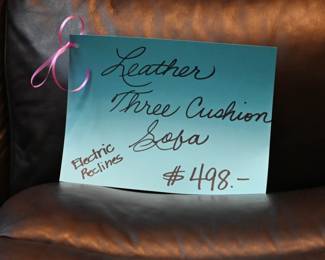 Leather
Three Cushion
Sofa
Electric
Reclines
$498.-